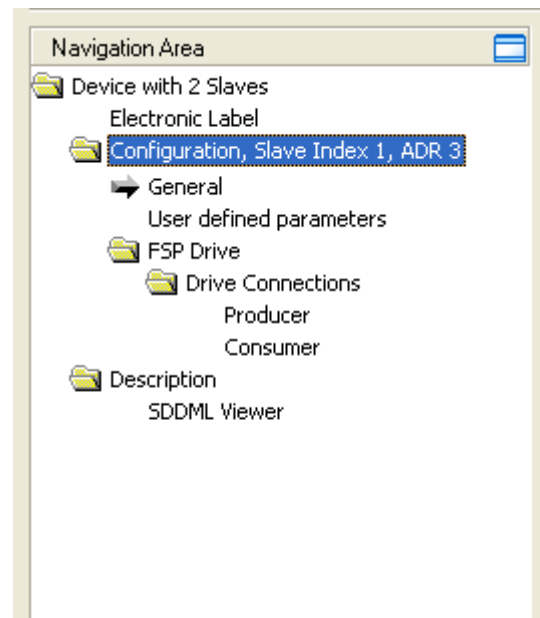 Navigation Area
Device with 2 Slaves
Electronic Label
Configuration, Slave Index 1, ADR 3
General
User defined parameters
FSP Drive
Drive Connections
Producer
Consumer
Description
SDDML Viewer